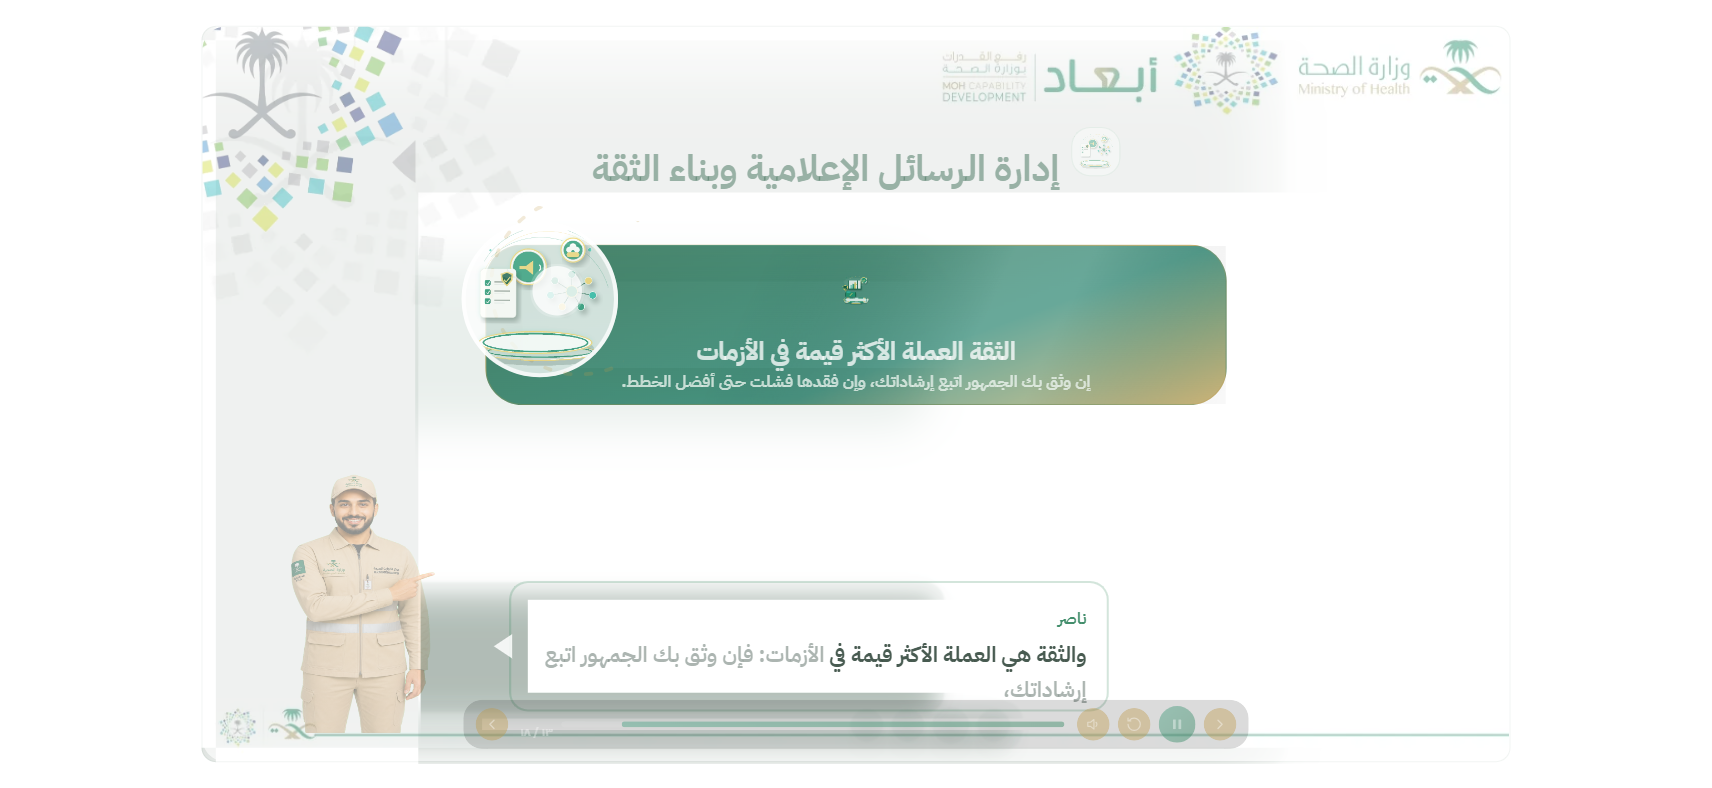 رفع القدرات
بوزارة الصحة
MOH CAPABILITY
DEVELOPMENT
أبعاد
وزارة الصحة
Ministry of Health
إدارة الرسائل الإعلامية وبناء الثقة
الثقة العملة الأكثر قيمة في الأزمات
إن وثق بك الجمهور اتبع إرشاداتك، وإن فقدها فشلت حتى أفضل الخطط.
ناصر
والثقة هي العملة الأكثر قيمة في الأزمات: فإن وثق بك الجمهور اتبع
إرشاداتك،
١٣ / ١٨